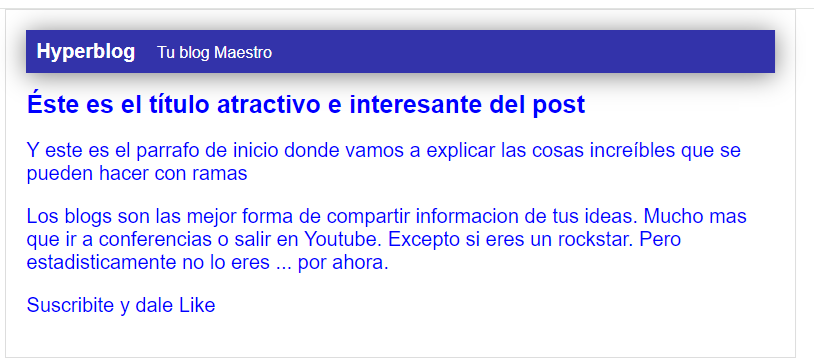 Hyperblog Tu blog Maestro
Éste es el título atractivo e interesante del post
Y este es el parrafo de inicio donde vamos a explicar las cosas increíbles que se
pueden hacer con ramas
Los blogs son las mejor forma de compartir informacion de tus ideas. Mucho mas
que ir a conferencias o salir en Youtube. Excepto si eres un rockstar. Pero
estadisticamente no lo eres ... por ahora.
Suscribite y dale Like